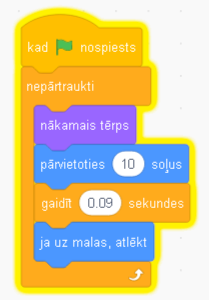 kad nospiests
nepārtraukti
nākamais tērps
pārvietoties 10 soļus
gaidīt 0.09 sekundes
ja uz malas, atlēkt